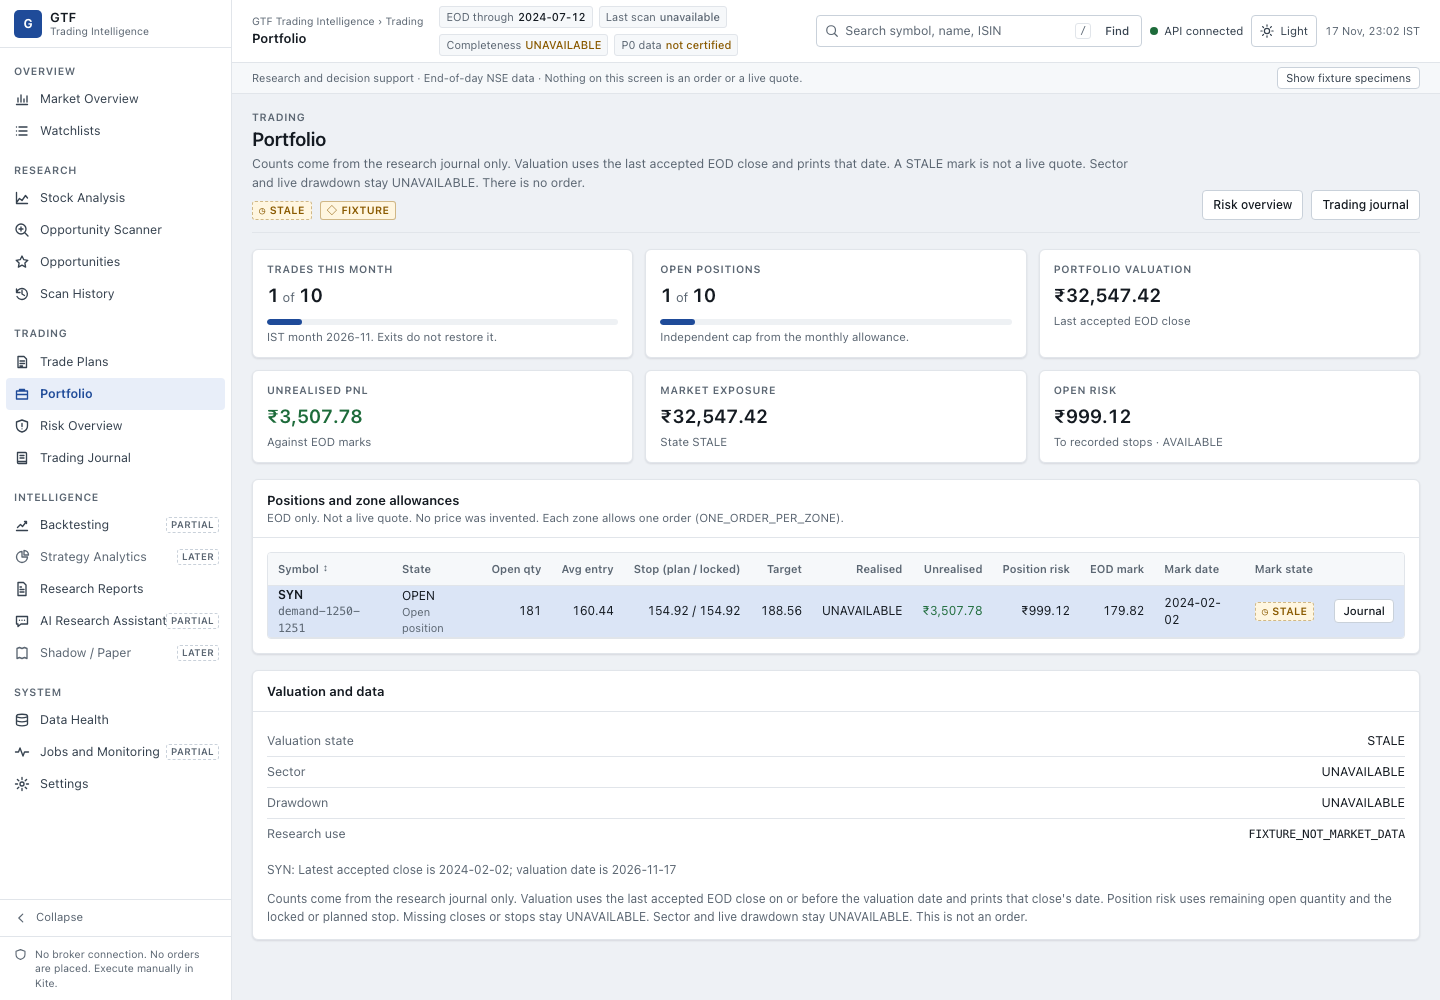 G
GTF
Trading Intelligence
OVERVIEW
Market Overview
Watchlists
RESEARCH
Stock Analysis
Opportunity Scanner
Opportunities
Scan History
TRADING
Trade Plans
Portfolio
Risk Overview
Trading Journal
INTELLIGENCE
Backtesting PARTIAL
Strategy Analytics LATER
Research Reports
AI Research Assistant PARTIAL
Shadow / Paper LATER
SYSTEM
Data Health
Jobs and Monitoring PARTIAL
Settings
Collapse
No broker connection. No orders
are placed. Execute manually in
Kite.
GTF Trading Intelligence › Trading
Portfolio
EOD through 2024-07-12 Last scan unavailable
Completeness UNAVAILABLE P0 data not certified
Search symbol, name, ISIN / Find
API connected
Light
17 Nov, 23:02 IST
Research and decision support · End-of-day NSE data · Nothing on this screen is an order or a live quote.
Show fixture specimens
TRADING
Portfolio
Counts come from the research journal only. Valuation uses the last accepted EOD close and prints that date. A STALE mark is not a live quote. Sector
and live drawdown stay UNAVAILABLE. There is no order.
STALE FIXTURE
Risk overview Trading journal
TRADES THIS MONTH
1 of 10
IST month 2026-11. Exits do not restore it.
OPEN POSITIONS
1 of 10
Independent cap from the monthly allowance.
PORTFOLIO VALUATION
₹32,547.42
Last accepted EOD close
UNREALISED PNL
₹3,507.78
Against EOD marks
MARKET EXPOSURE
₹32,547.42
State STALE
OPEN RISK
₹999.12
To recorded stops · AVAILABLE
Positions and zone allowances
EOD only. Not a live quote. No price was invented. Each zone allows one order (ONE_ORDER_PER_ZONE).
Symbol ↕ State Open qty Avg entry Stop (plan / locked) Target Realised Unrealised Position risk EOD mark Mark date Mark state
SYN
demand–1250–
1251
OPEN
Open
position
181 160.44 154.92 / 154.92 188.56 UNAVAILABLE ₹3,507.78 ₹999.12 179.82
2024-02-
02
STALE Journal
Valuation and data
Valuation state STALE
Sector UNAVAILABLE
Drawdown UNAVAILABLE
Research use FIXTURE_NOT_MARKET_DATA
SYN: Latest accepted close is 2024-02-02; valuation date is 2026-11-17
Counts come from the research journal only. Valuation uses the last accepted EOD close on or before the valuation date and prints that close's date. Position risk uses remaining open quantity and the
locked or planned stop. Missing closes or stops stay UNAVAILABLE. Sector and live drawdown stay UNAVAILABLE. This is not an order.